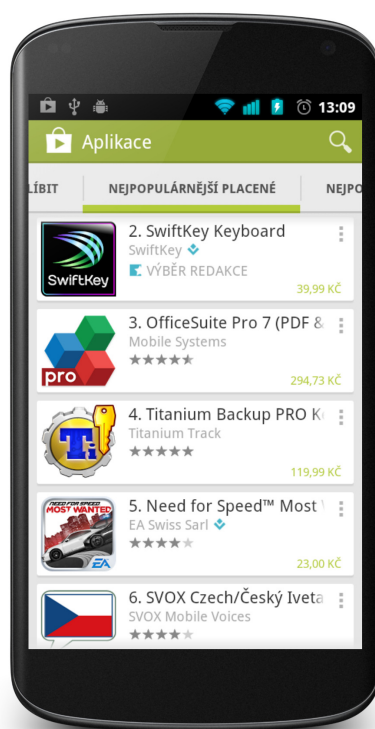 13:09
Aplikace
LÍBIT
NEJPOPULÁRNĚJŠÍ PLACENÉ
NEJPO
SwiftKey
2. SwiftKey Keyboard
SwiftKey
VÝBĚR REDAKCE
39,99 KČ
pro
3. OfficeSuite Pro 7 (PDF &
Mobile Systems
294,73 KČ
Ti
4. Titanium Backup PRO K
Titanium Track
119,99 KČ
NEED FOR SPEED
MOST WANTED
EA
5. Need for Speed™ Most
EA Swiss Sarl
23,00 KČ
6. SVOX Czech/Český Iveta
SVOX Mobile Voices